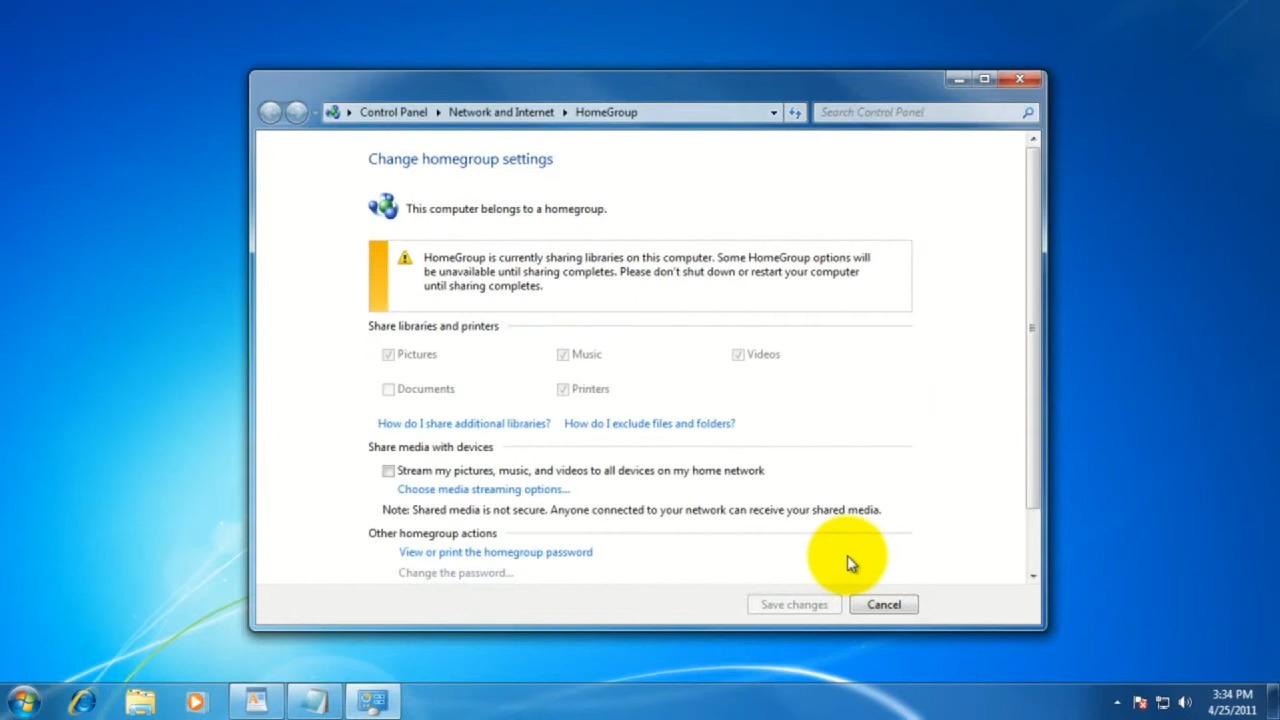 Control Panel Network and Internet HomeGroup Search Control Panel
Change homegroup settings
This computer belongs to a homegroup.
HomeGroup is currently sharing libraries on this computer. Some HomeGroup options will
be unavailable until sharing completes. Please don't shut down or restart your computer
until sharing completes.
Share libraries and printers
Pictures Music Videos
Documents Printers
How do I share additional libraries? How do I exclude files and folders?
Share media with devices
Stream my pictures, music, and videos to all devices on my home network
Choose media streaming options...
Note: Shared media is not secure. Anyone connected to your network can receive your shared media.
Other homegroup actions
View or print the homegroup password
Change the password...
Save changes Cancel
3:34 PM
4/25/2011